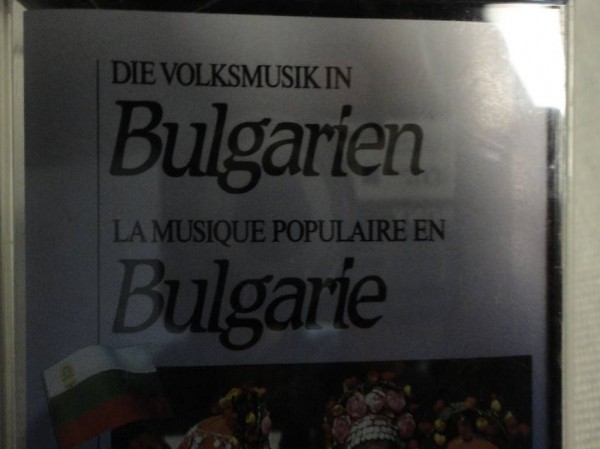 DIE VOLKSMUSIK IN
Bulgarien
LA MUSIQUE POPULAIRE EN
Bulgarie